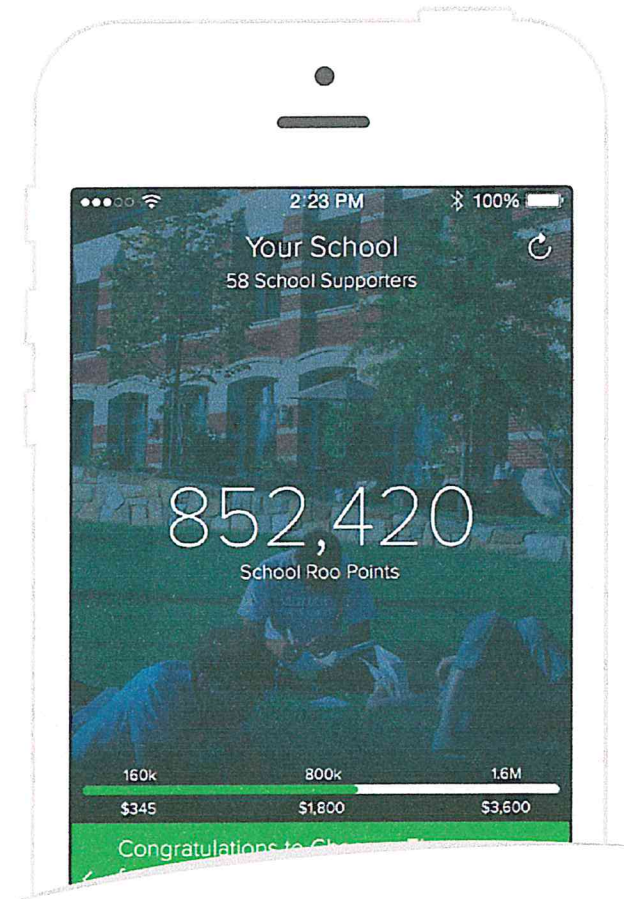 2:23 PM 100%
Your School
58 School Supporters
852,420
School Roo Points
160k 800k 1.6M
$345 $1,800 $3,600
Congratulations to